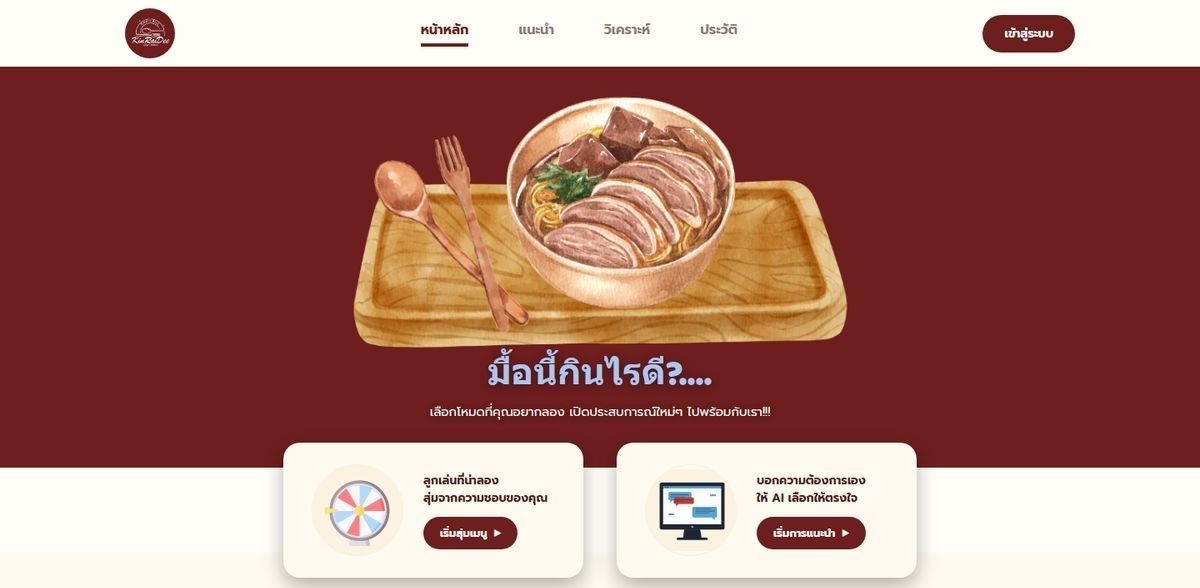 KinRaiDee
หน้าหลัก
แนะนำ
วิเคราะห์
ประวัติ
เข้าสู่ระบบ
มื้อนี้กินไรดี?....
เลือกโหมดที่คุณอยากลอง เปิดประสบการณ์ใหม่ๆ ไปพร้อมกับเรา!!!
ลูกเล่นที่น่าลอง
สุ่มจากความชอบของคุณ
เริ่มสุ่มเมนู ▶
บอกความต้องการเอง
ให้ AI เลือกให้ตรงใจ
เริ่มการแนะนำ ▶